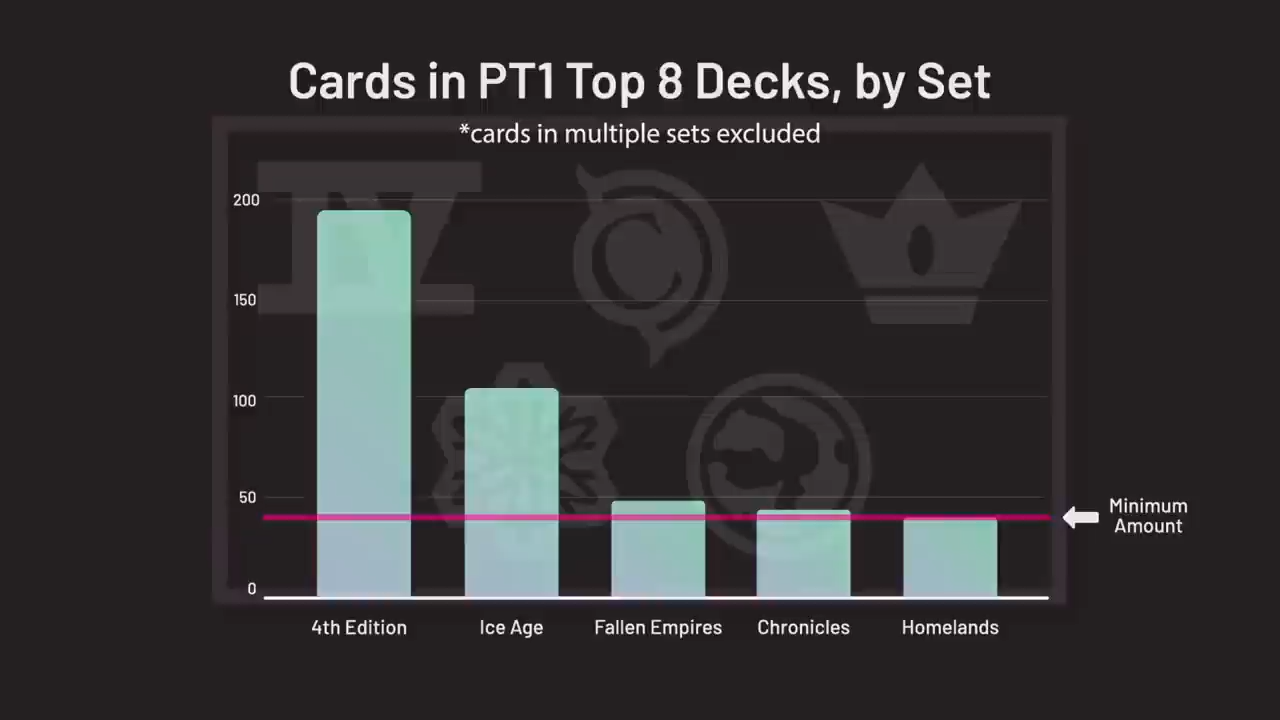 Cards in PT1 Top 8 Decks, by Set
*cards in multiple sets excluded
200
150
100
50
0
Minimum
Amount
4th Edition
Ice Age
Fallen Empires
Chronicles
Homelands